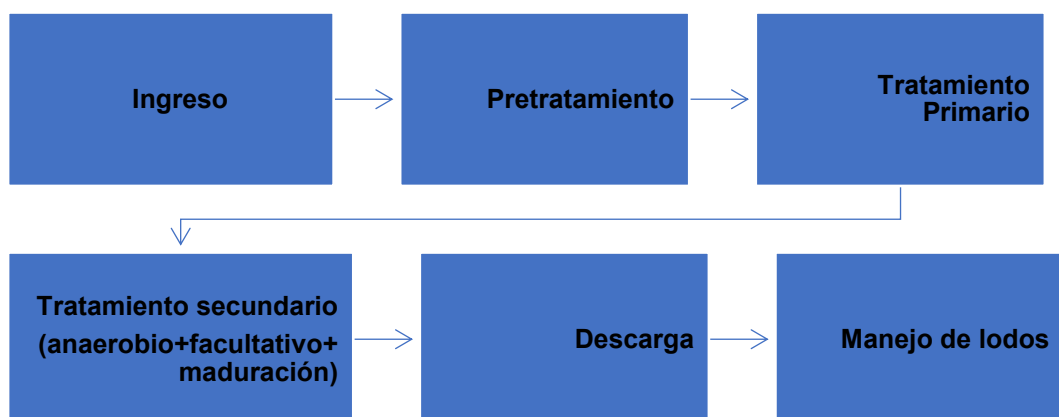 Ingreso
Pretratamiento
Tratamiento
Primario
Tratamiento secundario
(anaerobio+facultativo+
maduración)
Descarga
Manejo de lodos